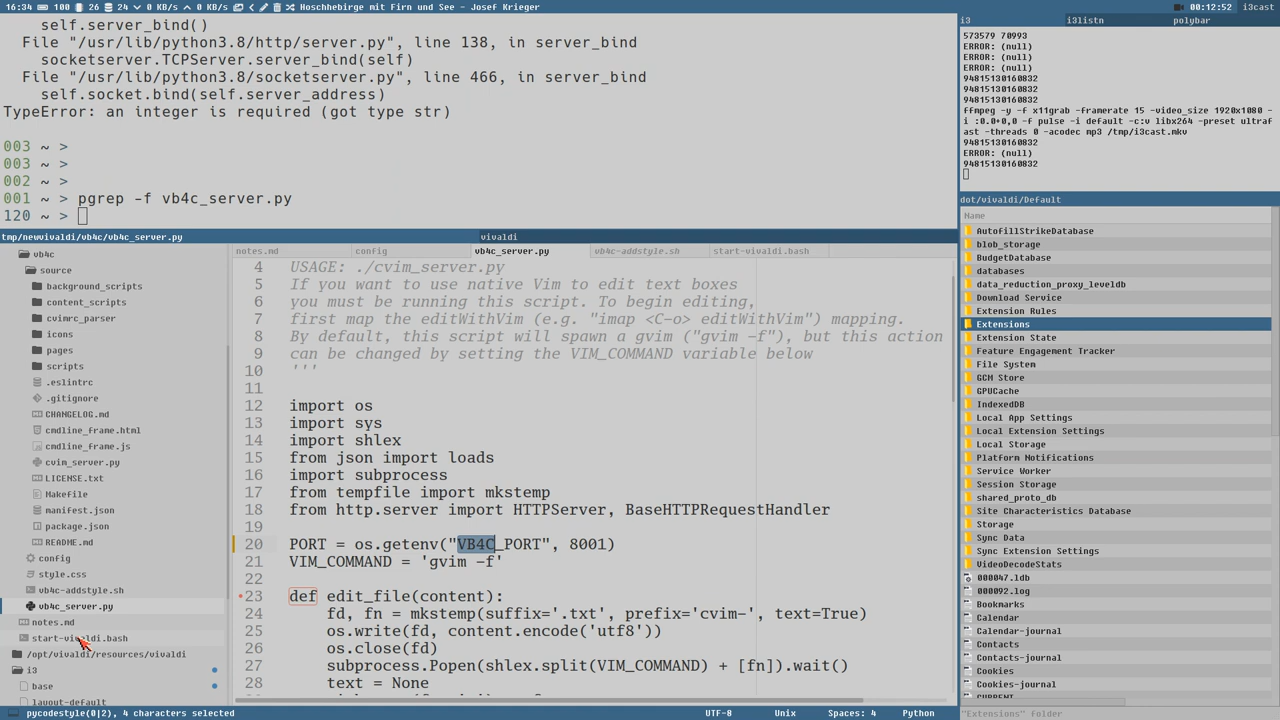 16:34 100 26 24 0 KB/s 0 KB/s Hoschhebirge mit Firn und See - Josef Krieger 00:12:52 i3cast
self.server_bind()
File "/usr/lib/python3.8/http/server.py", line 138, in server_bind
socketserver.TCPServer.server_bind(self)
File "/usr/lib/python3.8/socketserver.py", line 466, in server_bind
self.socket.bind(self.server_address)
TypeError: an integer is required (got type str)
003 ~ >
003 ~ >
002 ~ >
001 ~ > pgrep -f vb4c_server.py
120 ~ >
i3 i3listn polybar
573579 70993
ERROR: (null)
ERROR: (null)
ERROR: (null)
94815130160832
94815130160832
94815130160832
ffmpeg -y -f x11grab -framerate 15 -video_size 1920x1080 -
i :0.0+0,0 -f pulse -i default -c:v libx264 -preset ultraf
ast -threads 0 -acodec mp3 /tmp/i3cast.mkv
94815130160832
ERROR: (null)
94815130160832
tmp/newvivaldi/vb4c/vb4c_server.py vivaldi
vb4c
source
background_scripts
content_scripts
cvimrc_parser
icons
pages
scripts
.eslintrc
.gitignore
CHANGELOG.md
cmdline_frame.html
cmdline_frame.js
cvim_server.py
LICENSE.txt
Makefile
manifest.json
package.json
README.md
config
style.css
vb4c-addstyle.sh
vb4c_server.py
notes.md
start-vivaldi.bash
/opt/vivaldi/resources/vivaldi
i3
base
layout-default
notes.md config vb4c_server.py vb4c-addstyle.sh start-vivaldi.bash
4 USAGE: ./cvim_server.py
5 If you want to use native Vim to edit text boxes
6 you must be running this script. To begin editing,
7 first map the editWithVim (e.g. "imap <C-o> editWithVim") mapping.
8 By default, this script will spawn a gvim ("gvim -f"), but this action
9 can be changed by setting the VIM_COMMAND variable below
10 '''
11
12 import os
13 import sys
14 import shlex
15 from json import loads
16 import subprocess
17 from tempfile import mkstemp
18 from http.server import HTTPServer, BaseHTTPRequestHandler
19
20 PORT = os.getenv("VB4C_PORT", 8001)
21 VIM_COMMAND = 'gvim -f'
22
23 def edit_file(content):
24 fd, fn = mkstemp(suffix='.txt', prefix='cvim-', text=True)
25 os.write(fd, content.encode('utf8'))
26 os.close(fd)
27 subprocess.Popen(shlex.split(VIM_COMMAND) + [fn]).wait()
28 text = None
dot/vivaldi/Default
Name
AutofillStrikeDatabase
blob_storage
BudgetDatabase
databases
data_reduction_proxy_leveldb
Download Service
Extension Rules
Extensions
Extension State
Feature Engagement Tracker
File System
GCM Store
GPUCache
IndexedDB
Local App Settings
Local Extension Settings
Local Storage
Platform Notifications
Service Worker
Session Storage
shared_proto_db
Site Characteristics Database
Storage
Sync Data
Sync Extension Settings
VideoDecodeStats
000047.ldb
000092.log
Bookmarks
Calendar
Calendar-journal
Contacts
Contacts-journal
Cookies
Cookies-journal
"Extensions" folder
pycodestyle(0|2), 4 characters selected UTF-8 Unix Spaces: 4 Python